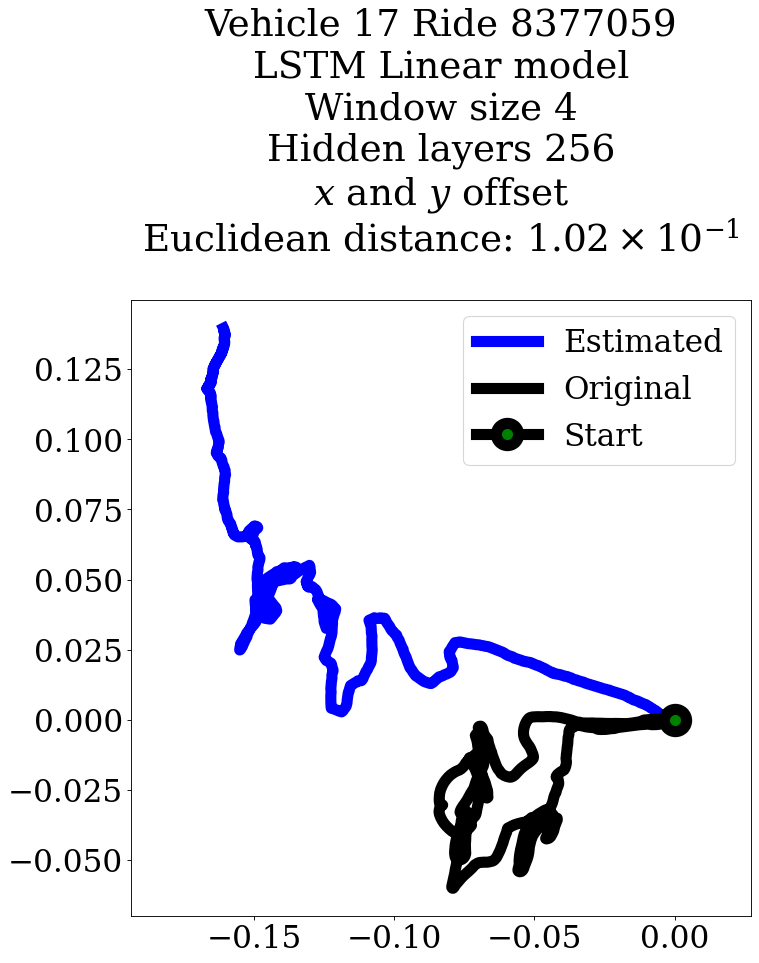 Vehicle 17 Ride 8377059
LSTM Linear model
Window size 4
Hidden layers 256
x and y offset
Euclidean distance: 1.02 × 10⁻¹
Estimated
Original
Start
0.125
0.100
0.075
0.050
0.025
0.000
−0.025
−0.050
−0.15 −0.10 −0.05 0.00